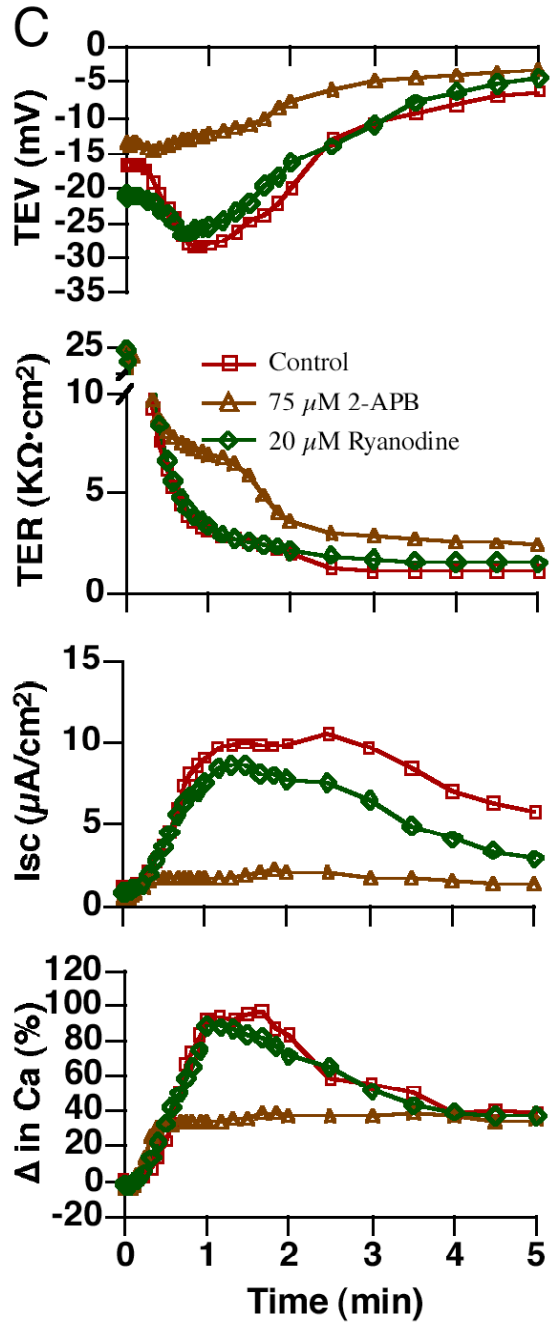 C
TEV (mV)
0
-5
-10
-15
-20
-25
-30
-35
TER (KΩ·cm²)
25
10
5
0
Control
75 µM 2-APB
20 µM Ryanodine
Isc (µA/cm²)
15
10
5
0
Δ in Ca (%)
120
100
80
60
40
20
0
-20
0 1 2 3 4 5
Time (min)